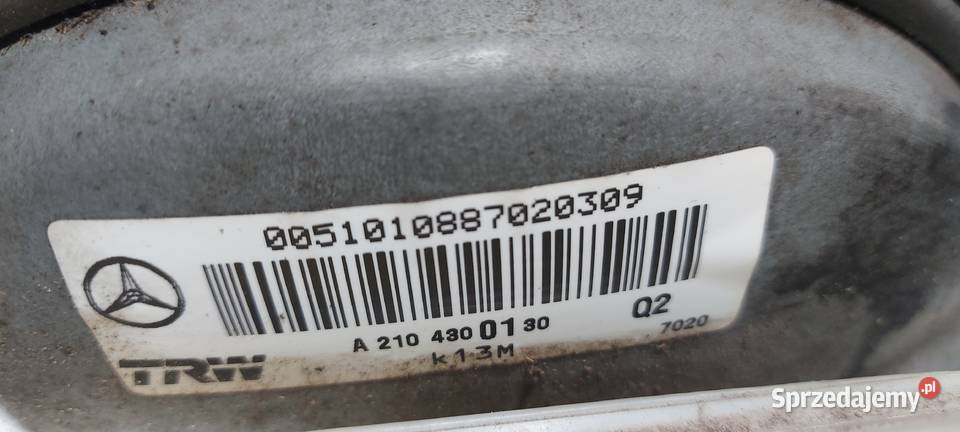 0051010887020309
A 210 430 01 30
Q2
k13M
7020
TRW
Sprzedajemy.pl